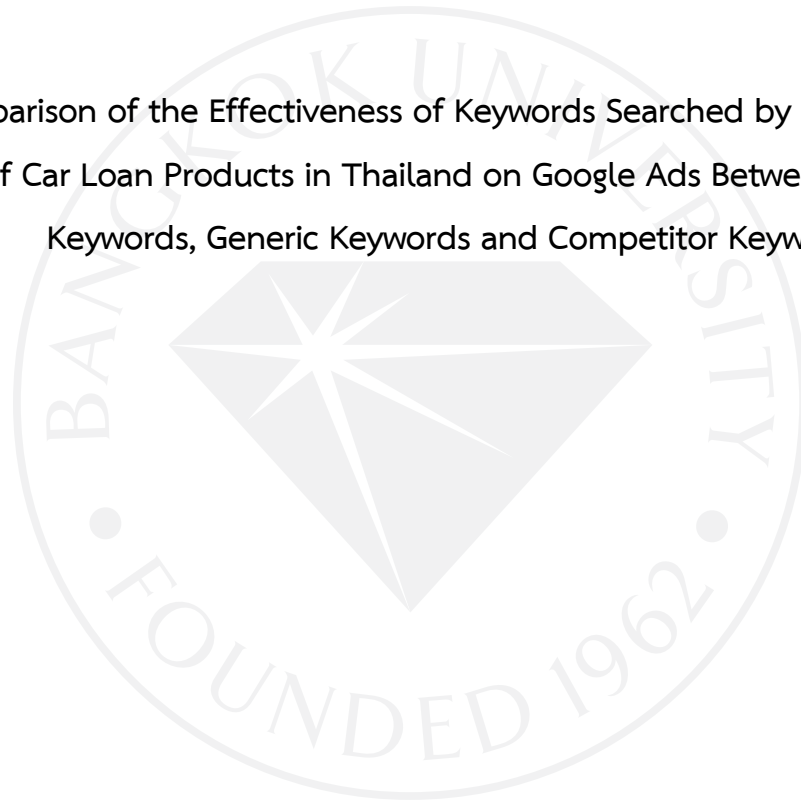 parison of the Effectiveness of Keywords Searched by
f Car Loan Products in Thailand on Google Ads Betwe
Keywords, Generic Keywords and Competitor Keyw
BANGKOK UNIVERSITY
• FOUNDED 1962 •